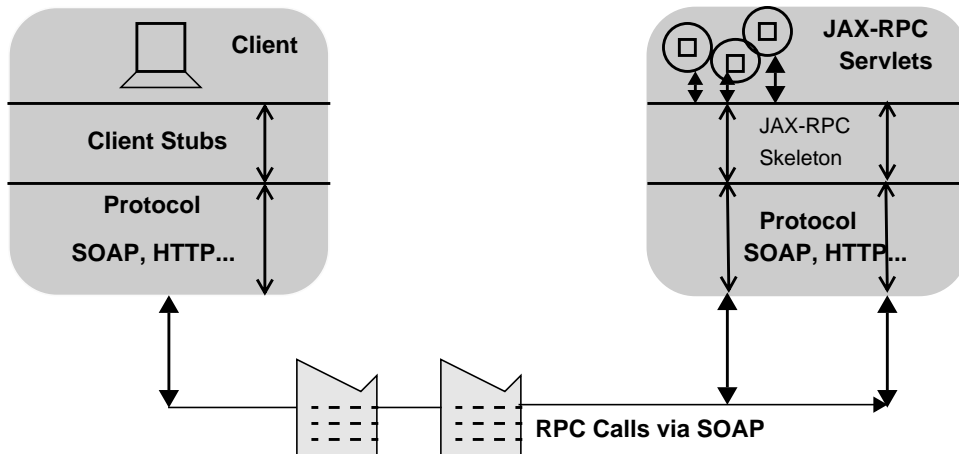 Client
Client Stubs
Protocol
SOAP, HTTP...
JAX-RPC
Servlets
JAX-RPC
Skeleton
Protocol
SOAP, HTTP...
RPC Calls via SOAP